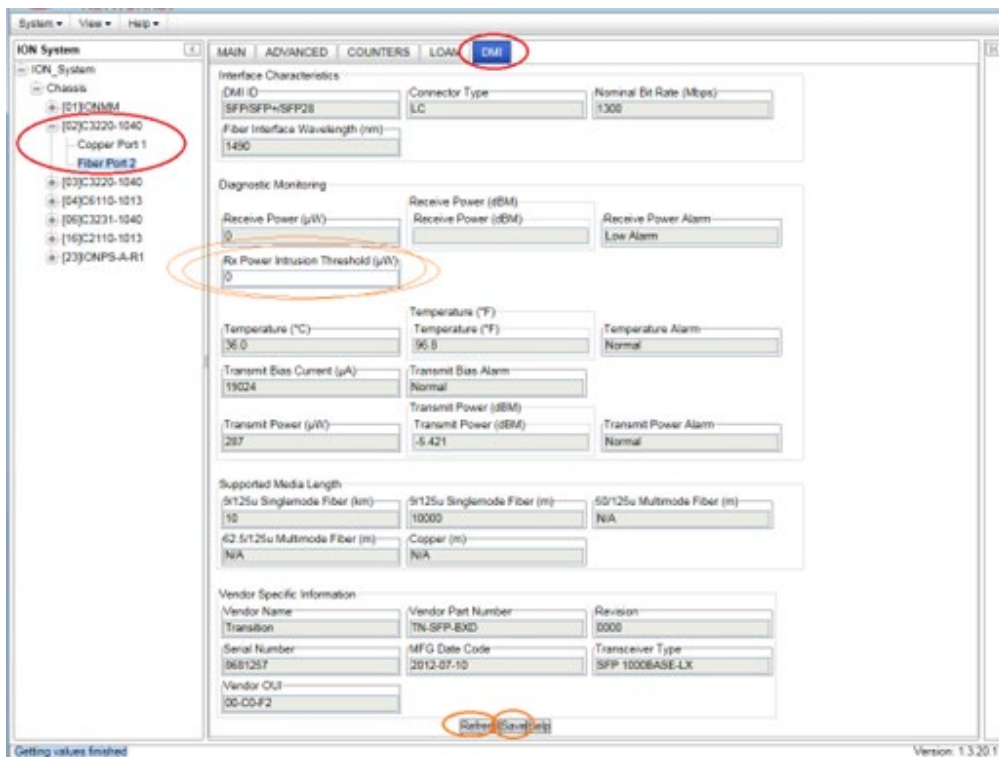 System View Help
ION System
MAIN ADVANCED COUNTERS DMI
ION_System
Chassis
[01]IONMM
[02]C3220-1040
Copper Port 1
Fiber Port 2
[03]C3220-1040
[04]C6110-1013
[06]C3231-1040
[16]C2110-1013
[23]IONPS-A-R1
Interface Characteristics
DMI ID Connector Type Nominal Bit Rate (Mbps)
SFP/SFP+/SFP28 LC 1300
Fiber Interface Wavelength (nm)
1490
Diagnostic Monitoring
Receive Power (dBM)
Receive Power (µW) Receive Power (dBM) Receive Power Alarm
0 Low Alarm
Rx Power Intrusion Threshold (µW)
0
Temperature (°F)
Temperature (°C) Temperature (°F) Temperature Alarm
36.0 96.8 Normal
Transmit Bias Current (µA) Transmit Bias Alarm
19024 Normal
Transmit Power (dBM)
Transmit Power (µW) Transmit Power (dBM) Transmit Power Alarm
287 -5.421 Normal
Supported Media Length
9/125u Singlemode Fiber (km) 9/125u Singlemode Fiber (m) 50/125u Multimode Fiber (m)
10 10000 N/A
62.5/125u Multimode Fiber (m) Copper (m)
N/A N/A
Vendor Specific Information
Vendor Name Vendor Part Number Revision
Transition TN-SFP-BXD 0000
Serial Number MFG Date Code Transceiver Type
8681257 2012-07-10 SFP 1000BASE-LX
Vendor OUI
00-C0-F2
Save
Getting values finished Version: 1.3.20.1